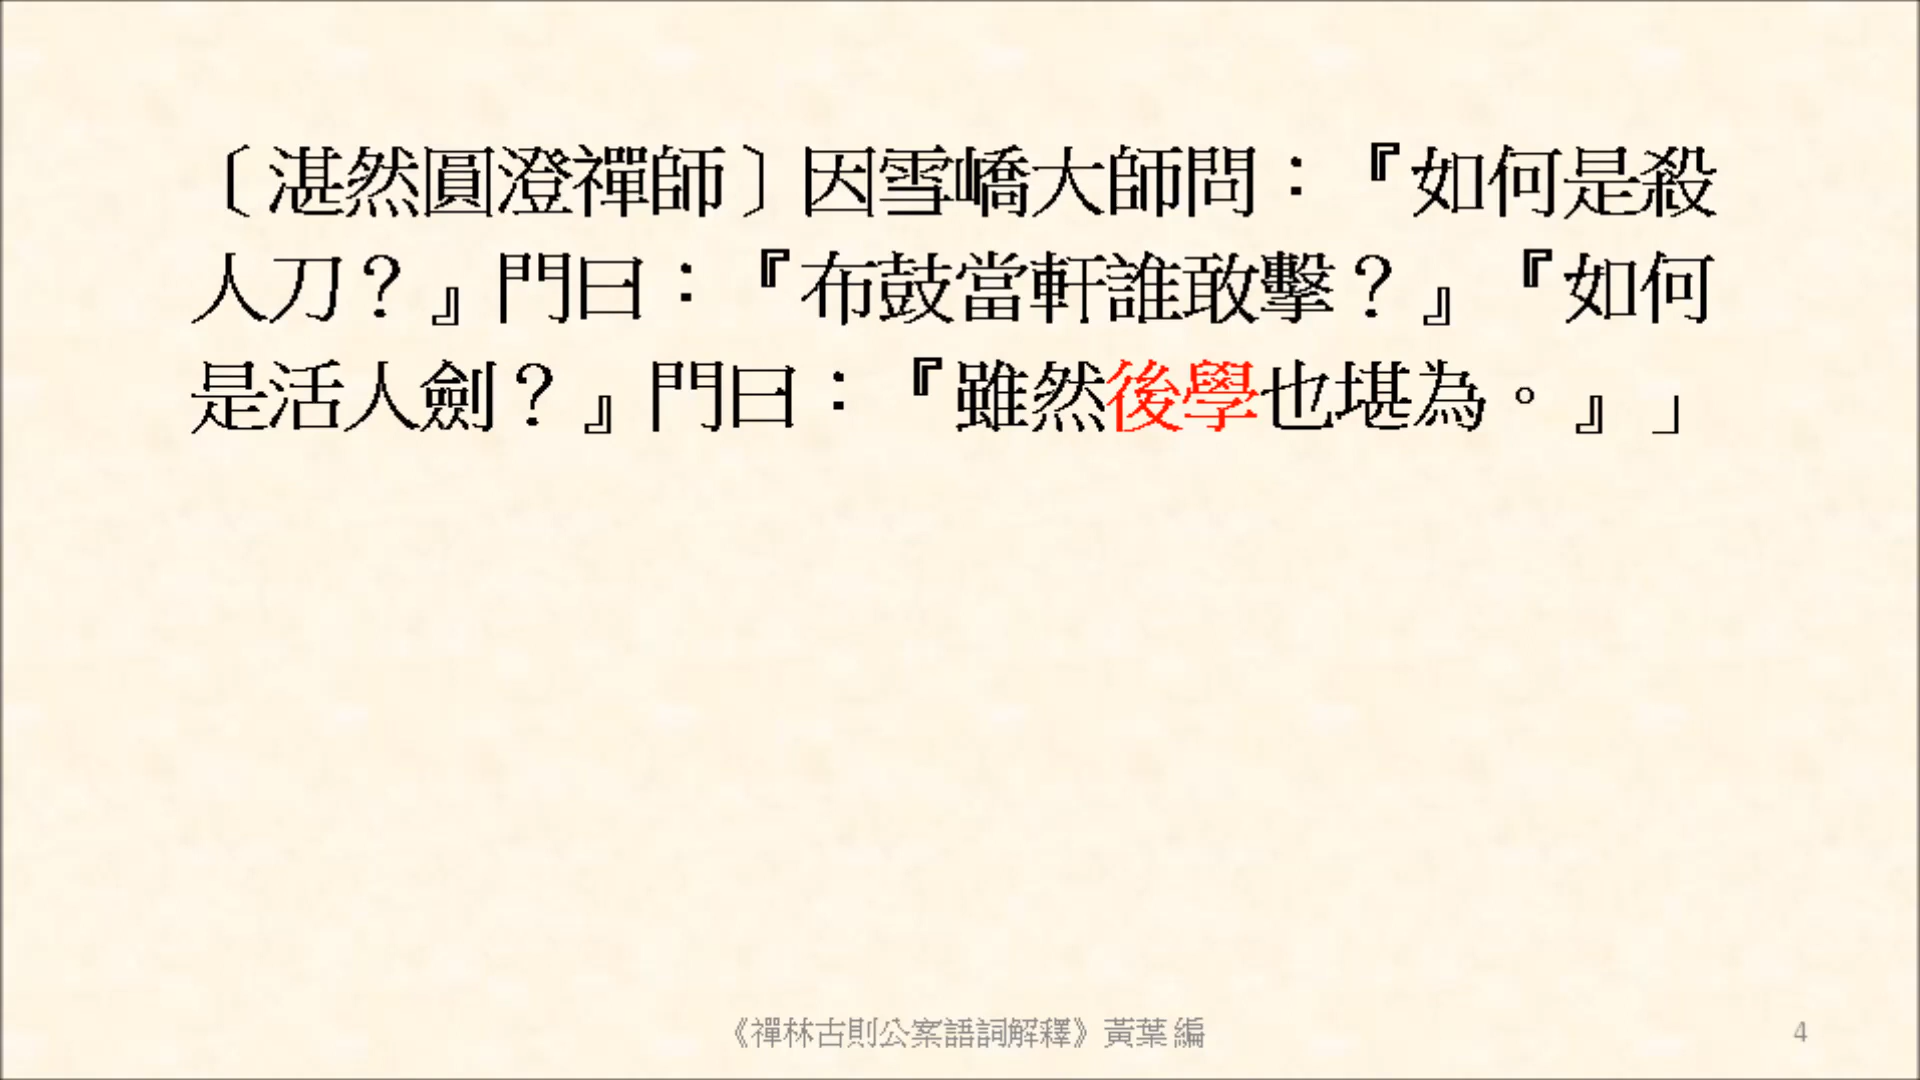 〔湛然圓澄禪師〕因雪嶠大師問：『如何是殺
人刀？』門曰：『布鼓當軒誰敢擊？』『如何
是活人劍？』門曰：『雖然後學也堪為。』」
《禪林古則公案語詞解釋》黃葉 編
4